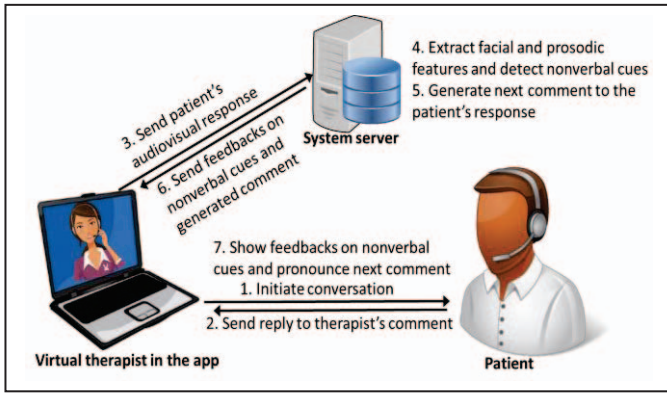 4. Extract facial and prosodic
features and detect nonverbal cues
5. Generate next comment to the
patient's response
System server
3. Send patient's
audiovisual response
6. Send feedbacks on
nonverbal cues and
generated comment
7. Show feedbacks on nonverbal
cues and pronounce next comment
1. Initiate conversation
2. Send reply to therapist's comment
Virtual therapist in the app
Patient